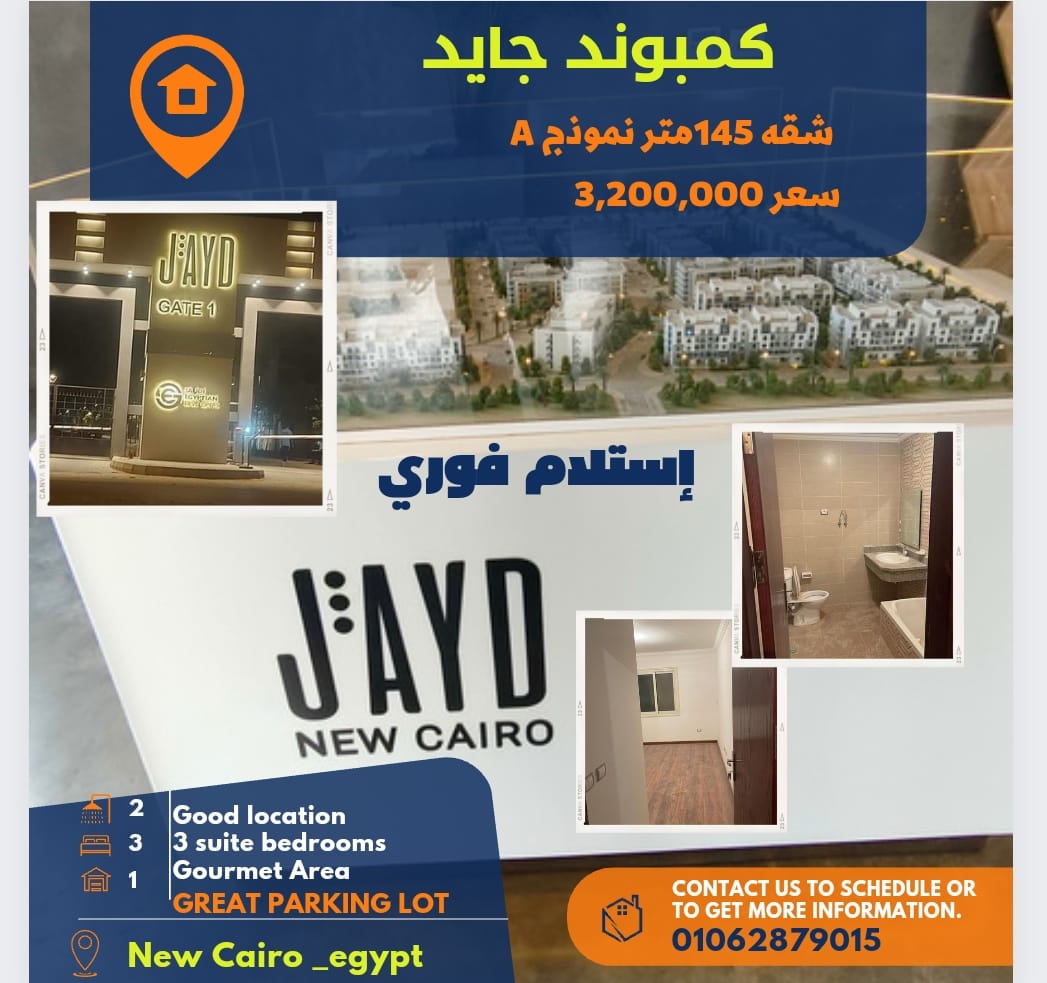 كمبوند جايد
شقه 145متر نموذج A
سعر 3,200,000
JAYD
GATE 1
EGYPTIAN
إستلام فوري
JAYD
NEW CAIRO
2
3
1
Good location
3 suite bedrooms
Gourmet Area
GREAT PARKING LOT
New Cairo _egypt
CONTACT US TO SCHEDULE OR
TO GET MORE INFORMATION.
01062879015